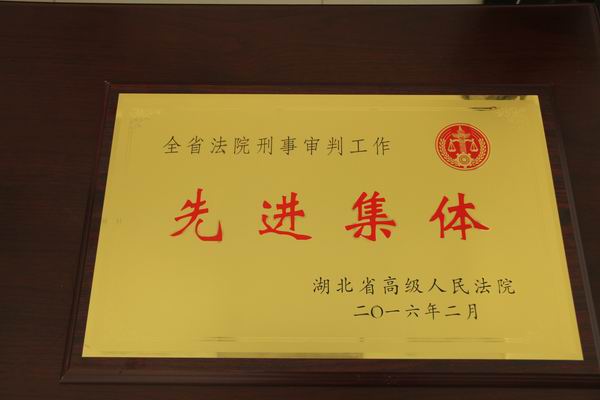 全省法院刑事审判工作
先进集体
湖北省高级人民法院
二〇一六年二月